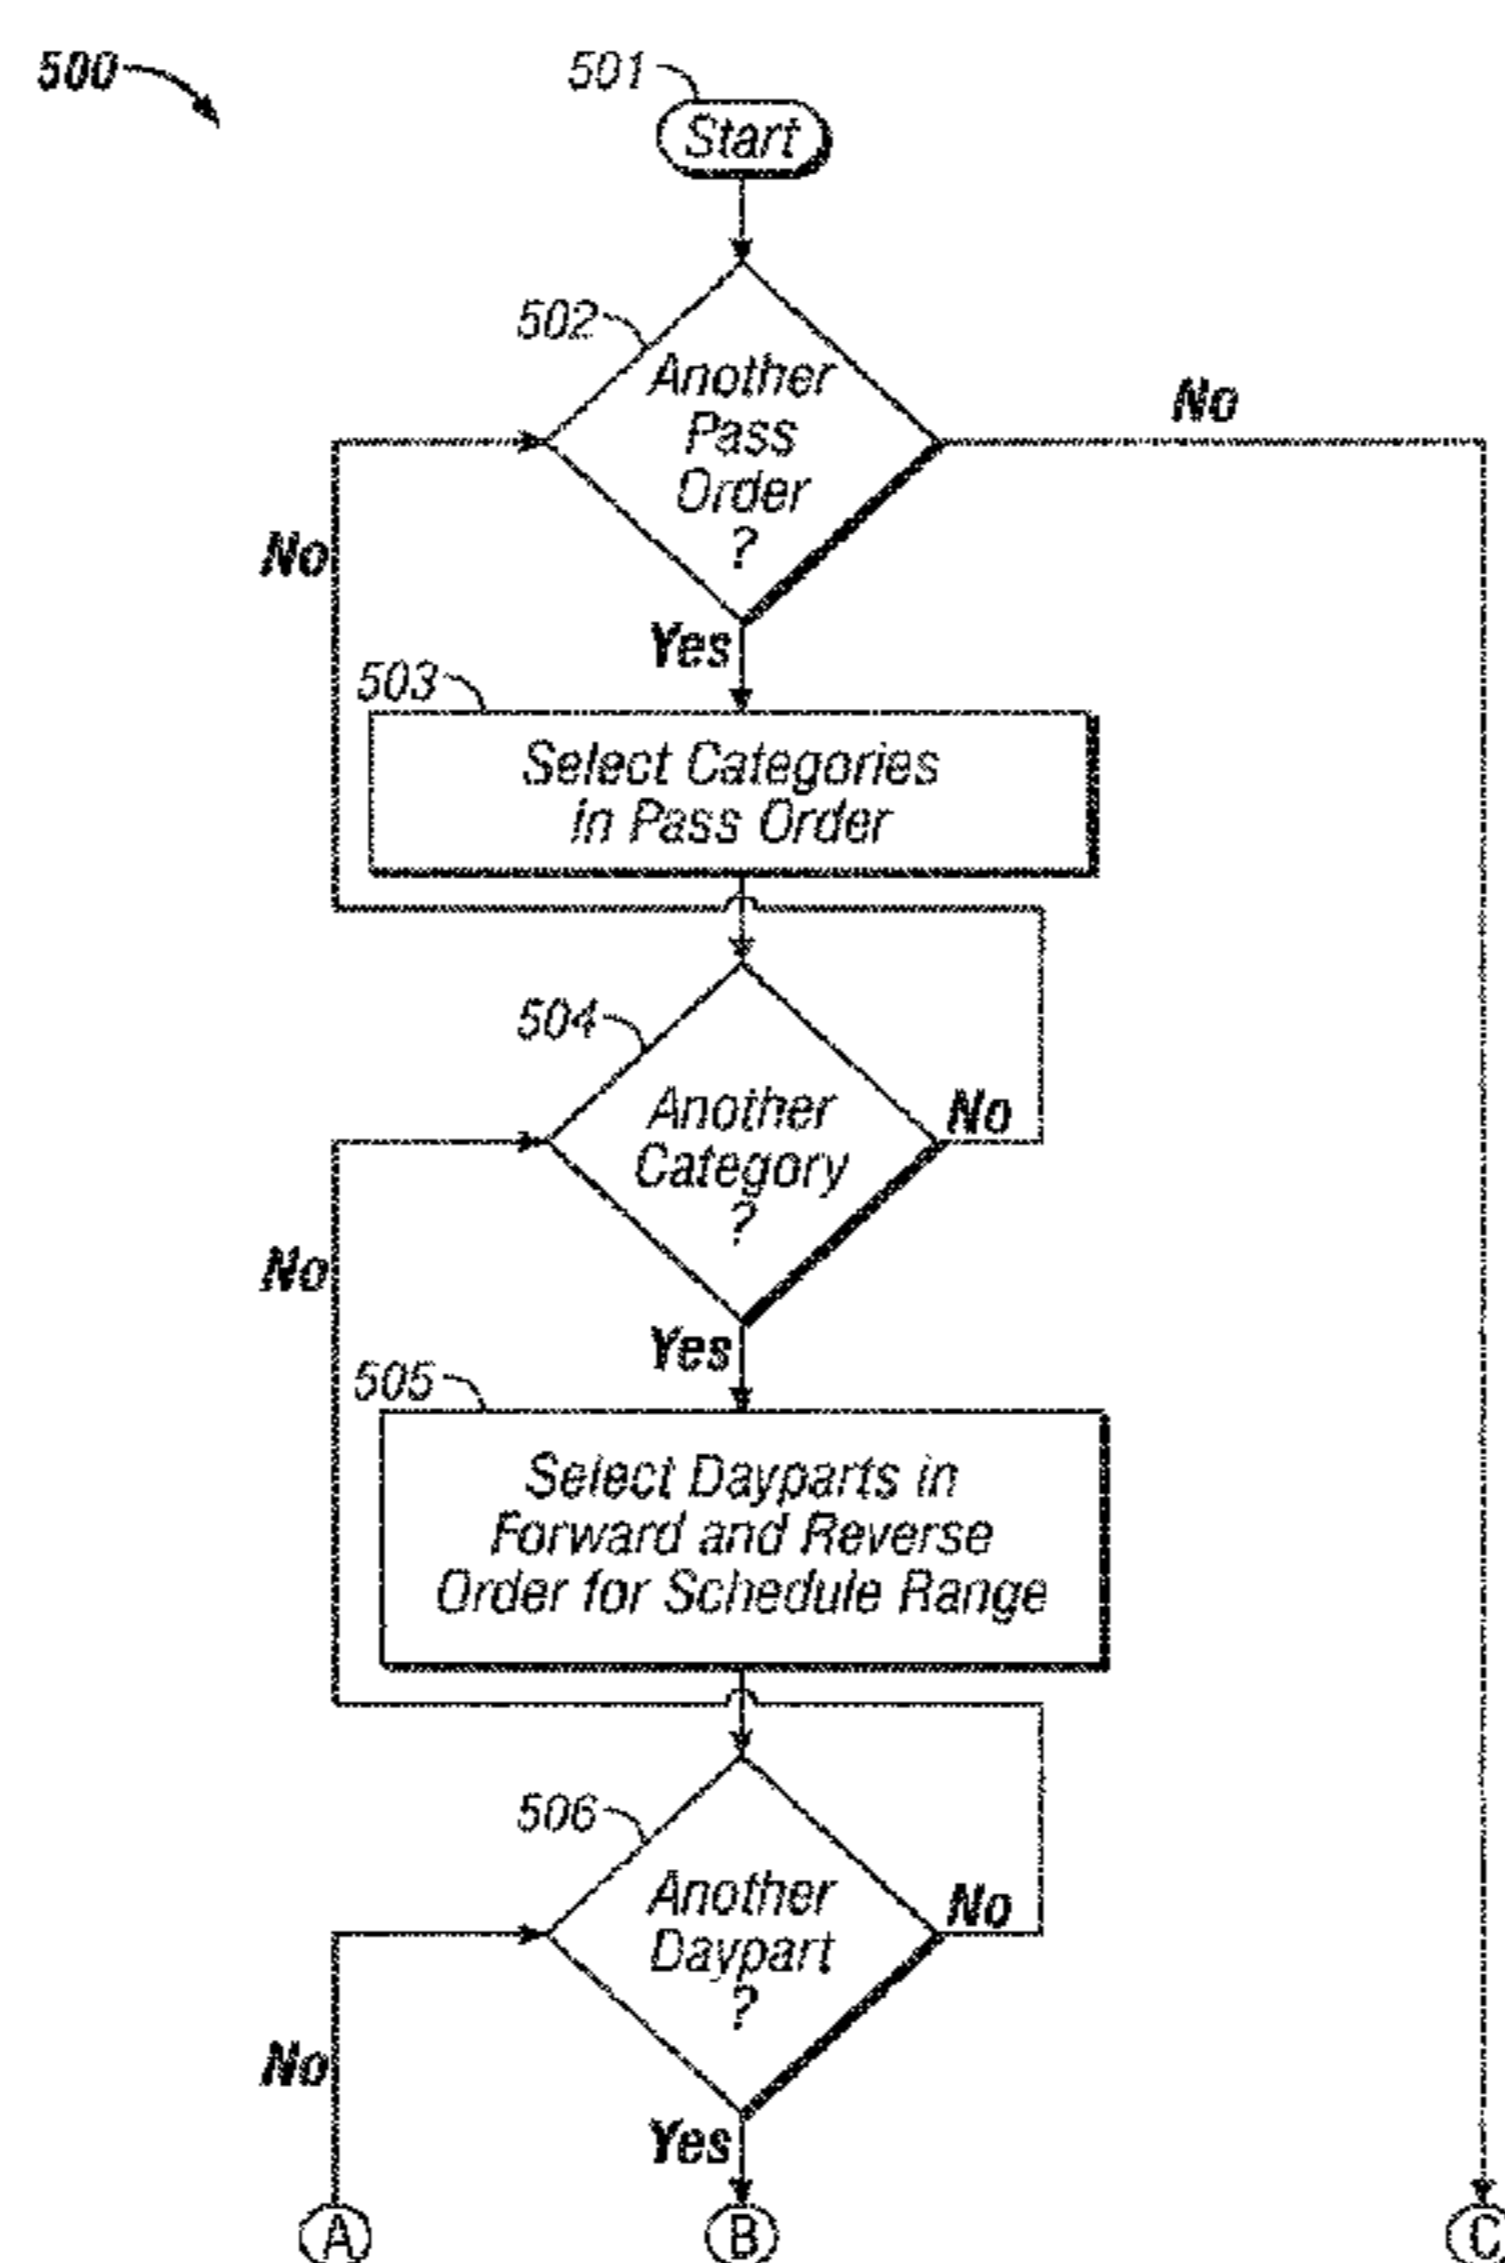 500
501
Start
502
Another
Pass
Order
?
No
No
Yes
503
Select Categories
in Pass Order
504
Another
Category
?
No
No
Yes
505
Select Dayparts in
Forward and Reverse
Order for Schedule Range
506
Another
Daypart
?
No
No
Yes
A
B
C